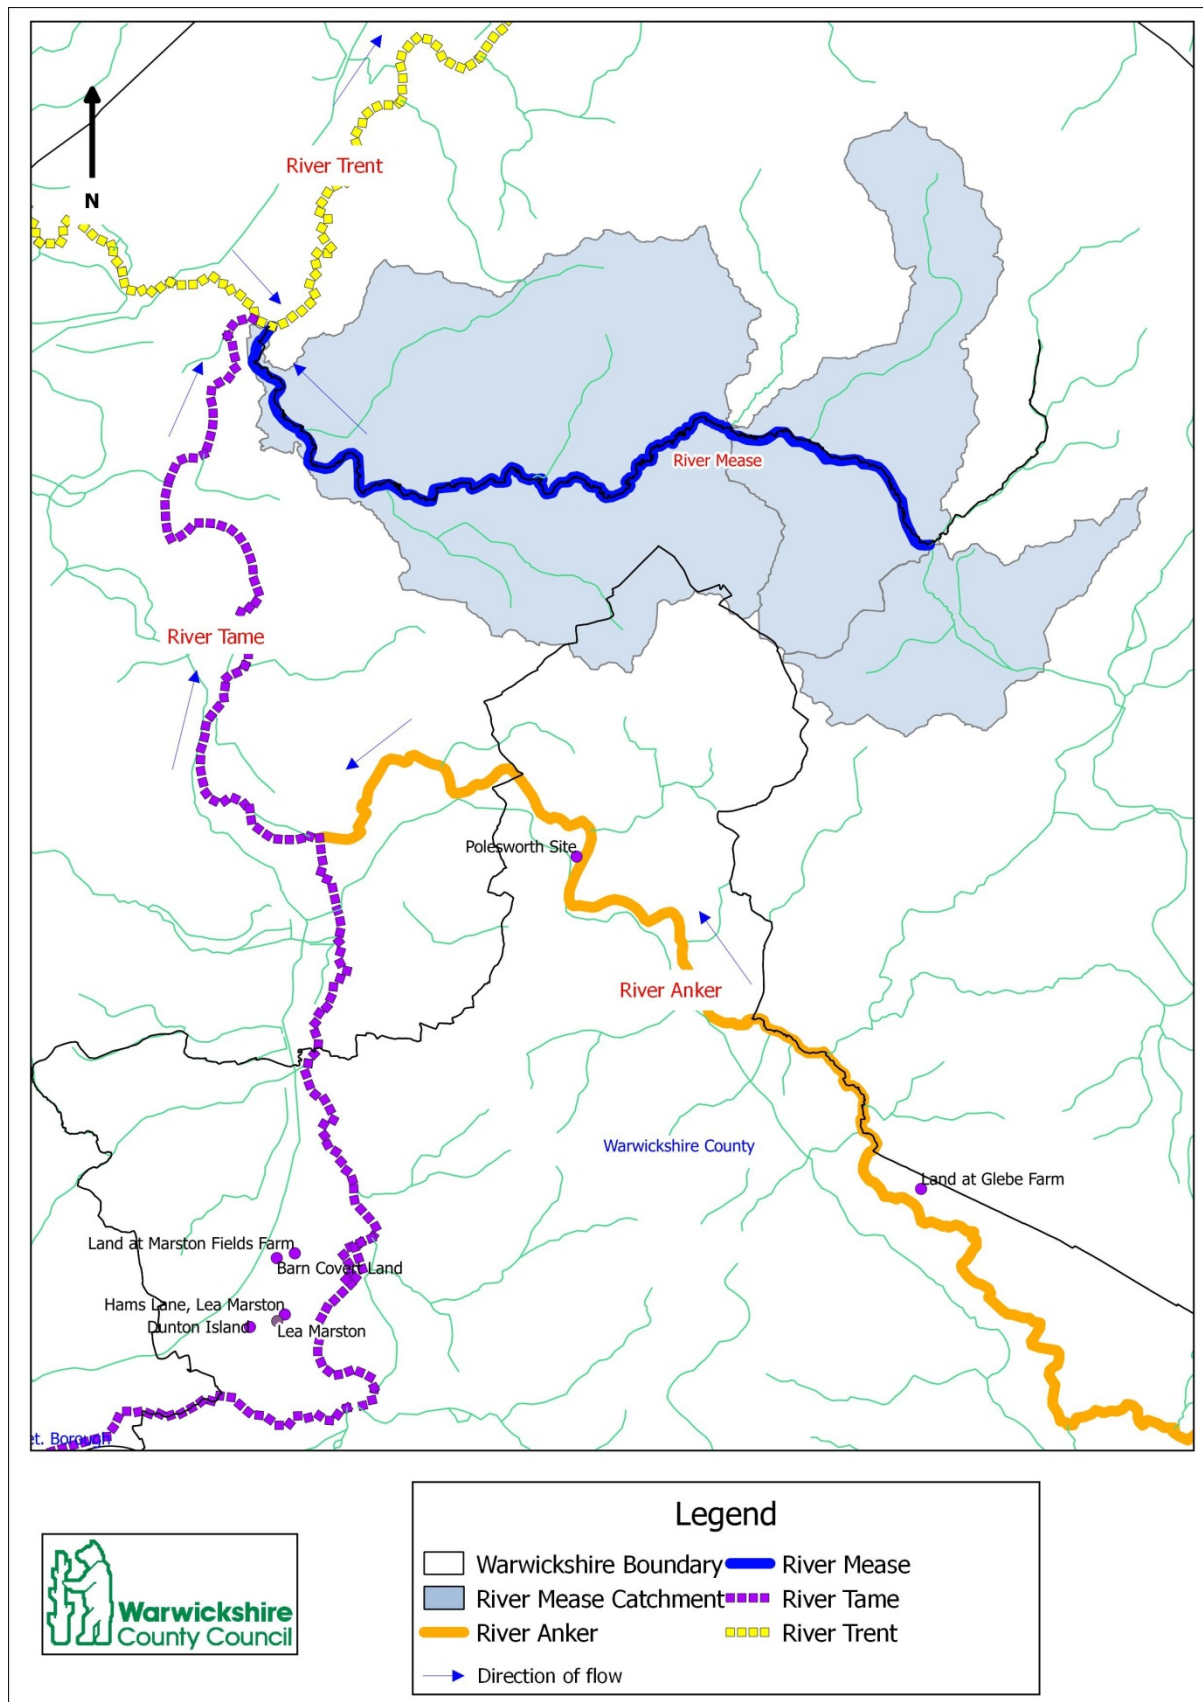 River Trent
N
River Mease
River Tame
Polesworth Site
River Anker
Warwickshire County
Land at Glebe Farm
Land at Marston Fields Farm
Barn Covert Land
Hams Lane, Lea Marston
Dunton Island
Lea Marston
et. Borough
Legend
Warwickshire Boundary
River Mease
River Mease Catchment
River Tame
River Anker
River Trent
Direction of flow
Warwickshire
County Council